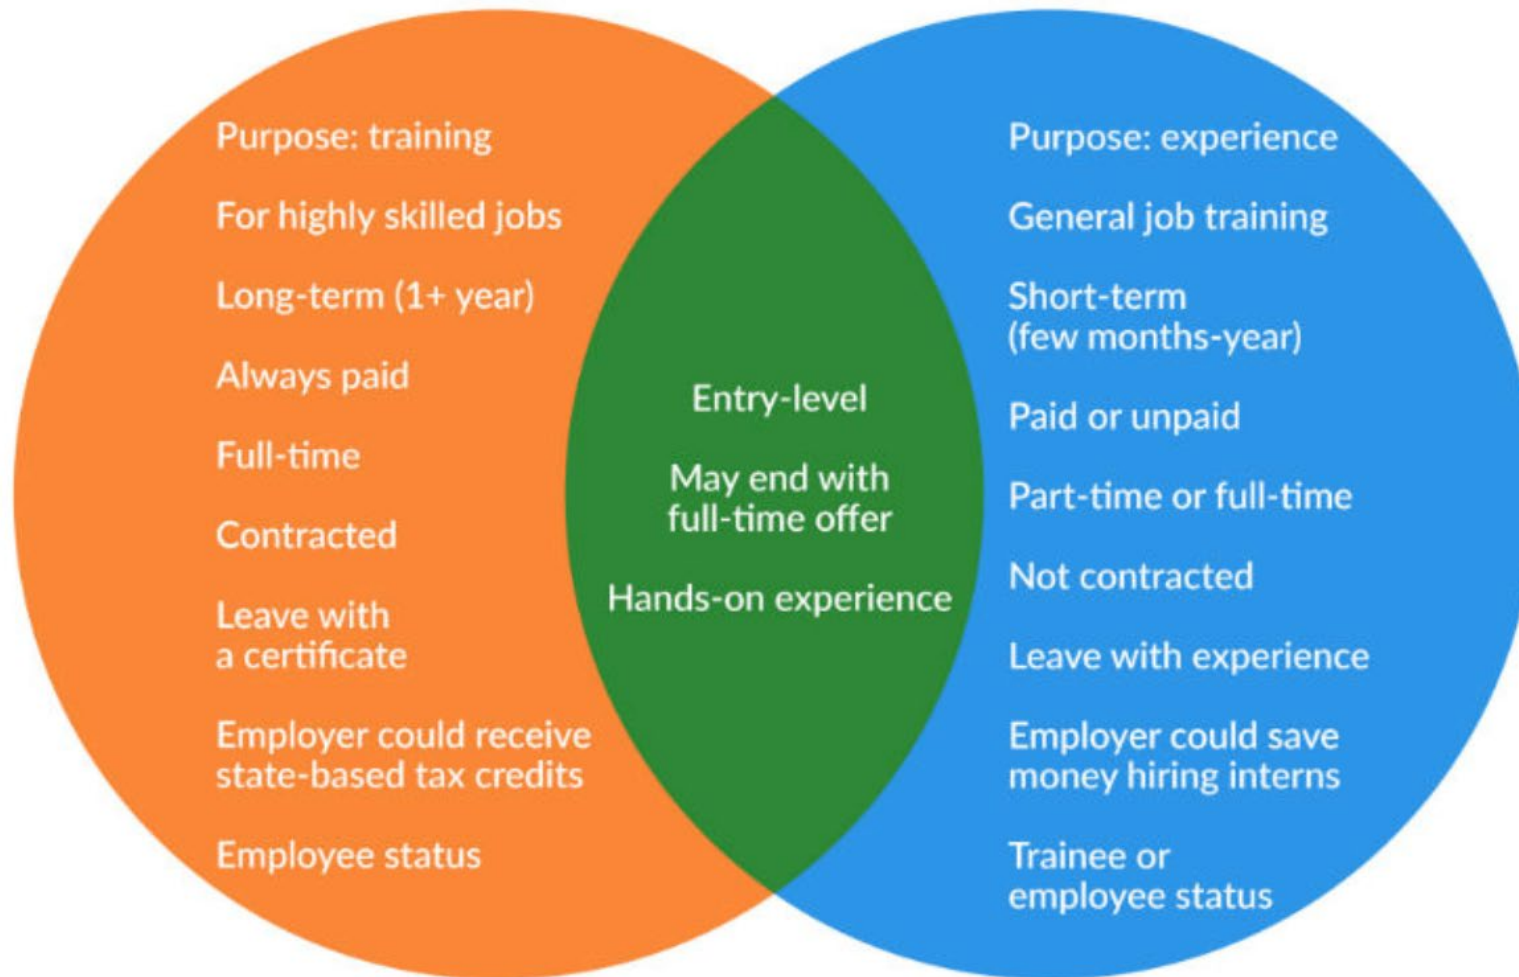 Purpose: training
For highly skilled jobs
Long-term (1+ year)
Always paid
Full-time
Contracted
Leave with
a certificate
Employer could receive
state-based tax credits
Employee status
Entry-level
May end with
full-time offer
Hands-on experience
Purpose: experience
General job training
Short-term
(few months-year)
Paid or unpaid
Part-time or full-time
Not contracted
Leave with experience
Employer could save
money hiring interns
Trainee or
employee status